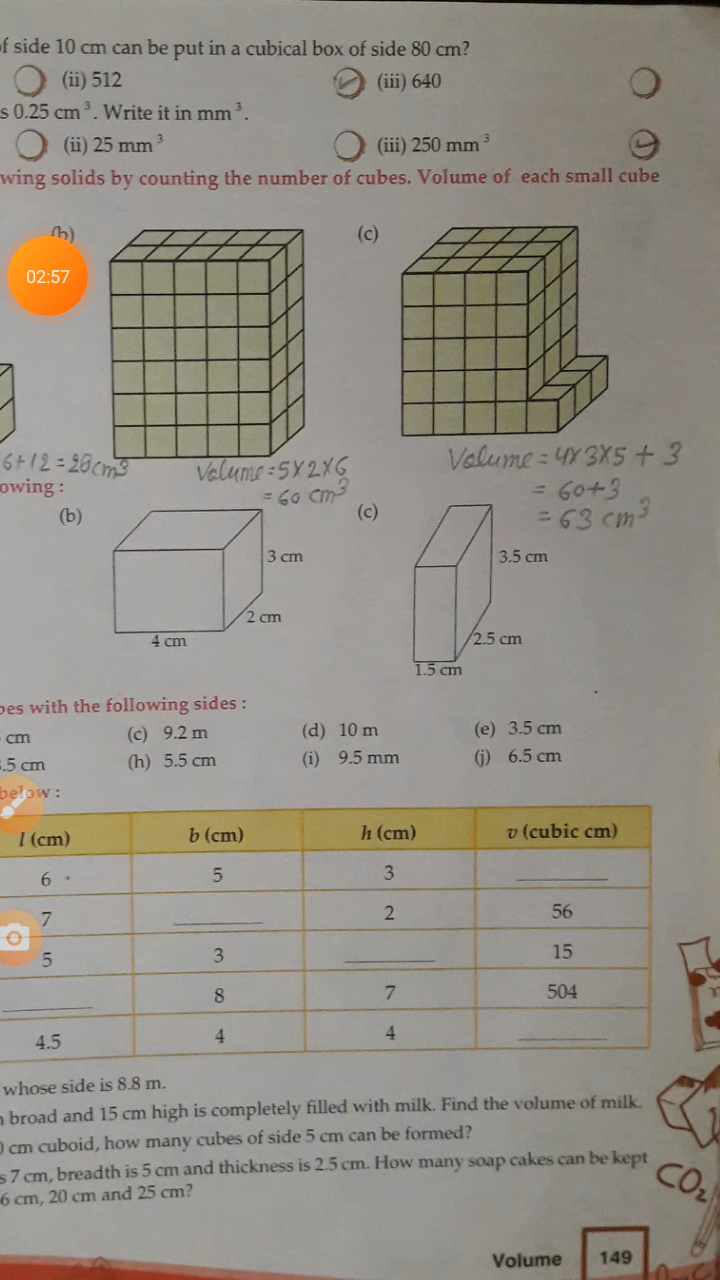 of side 10 cm can be put in a cubical box of side 80 cm?
(ii) 512 (iii) 640
s 0.25 cm³. Write it in mm³.
(ii) 25 mm³ (iii) 250 mm³
wing solids by counting the number of cubes. Volume of each small cube
(b) (c)
02:57
6+12=28cm3 Volume=5X2X6 Volume=4X3X5+3
owing: =60 cm3 =60+3
(b) (c) =63 cm3
3 cm 3.5 cm
2 cm 2.5 cm
4 cm 1.5 cm
bes with the following sides :
cm (c) 9.2 m (d) 10 m (e) 3.5 cm
.5 cm (h) 5.5 cm (i) 9.5 mm (j) 6.5 cm
below :
l (cm) b (cm) h (cm) v (cubic cm)
6 5 3 ____
7 ____ 2 56
5 3 ____ 15
____ 8 7 504
4.5 4 4 ____
whose side is 8.8 m.
broad and 15 cm high is completely filled with milk. Find the volume of milk.
cm cuboid, how many cubes of side 5 cm can be formed?
s 7 cm, breadth is 5 cm and thickness is 2.5 cm. How many soap cakes can be kept
6 cm, 20 cm and 25 cm?
CO2
Volume 149